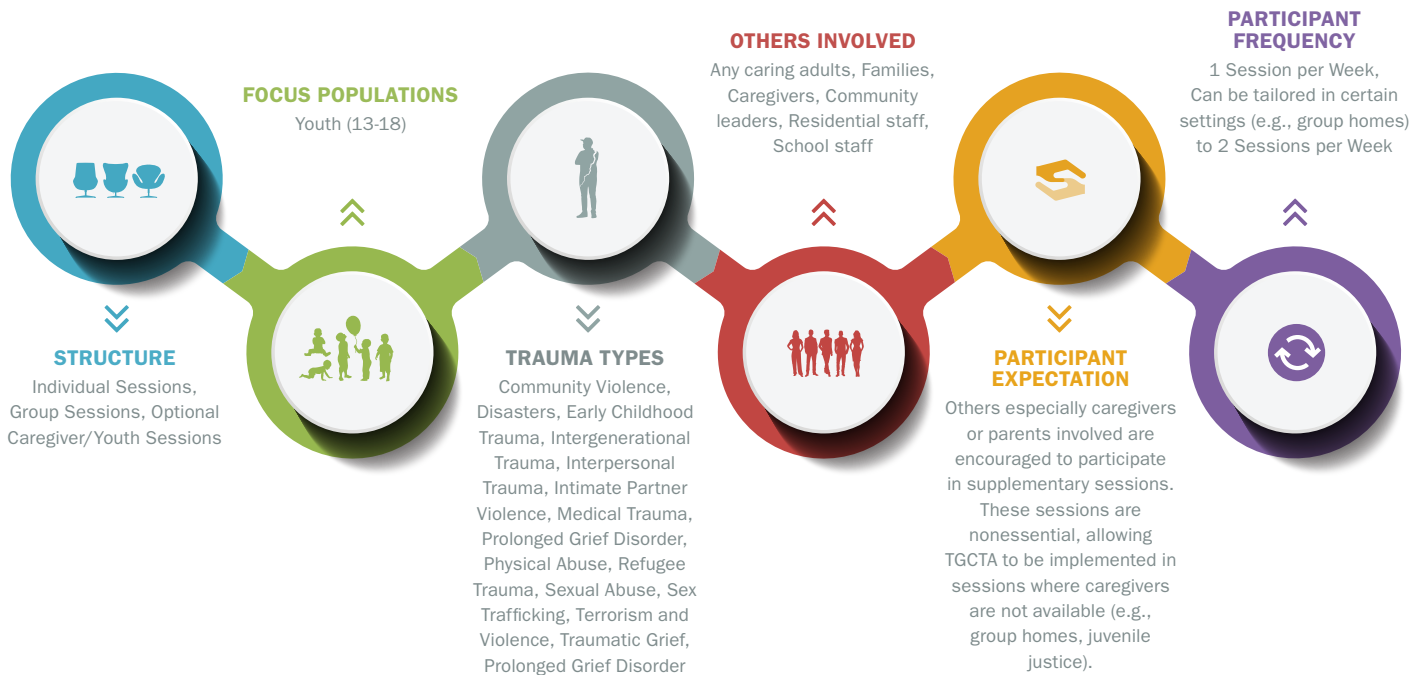 STRUCTURE
Individual Sessions,
Group Sessions, Optional
Caregiver/Youth Sessions
FOCUS POPULATIONS
Youth (13-18)
TRAUMA TYPES
Community Violence,
Disasters, Early Childhood
Trauma, Intergenerational
Trauma, Interpersonal
Trauma, Intimate Partner
Violence, Medical Trauma,
Prolonged Grief Disorder,
Physical Abuse, Refugee
Trauma, Sexual Abuse, Sex
Trafficking, Terrorism and
Violence, Traumatic Grief,
Prolonged Grief Disorder
OTHERS INVOLVED
Any caring adults, Families,
Caregivers, Community
leaders, Residential staff,
School staff
PARTICIPANT
EXPECTATION
Others especially caregivers
or parents involved are
encouraged to participate
in supplementary sessions.
These sessions are
nonessential, allowing
TGCTA to be implemented in
sessions where caregivers
are not available (e.g.,
group homes, juvenile
justice).
PARTICIPANT
FREQUENCY
1 Session per Week,
Can be tailored in certain
settings (e.g., group homes)
to 2 Sessions per Week